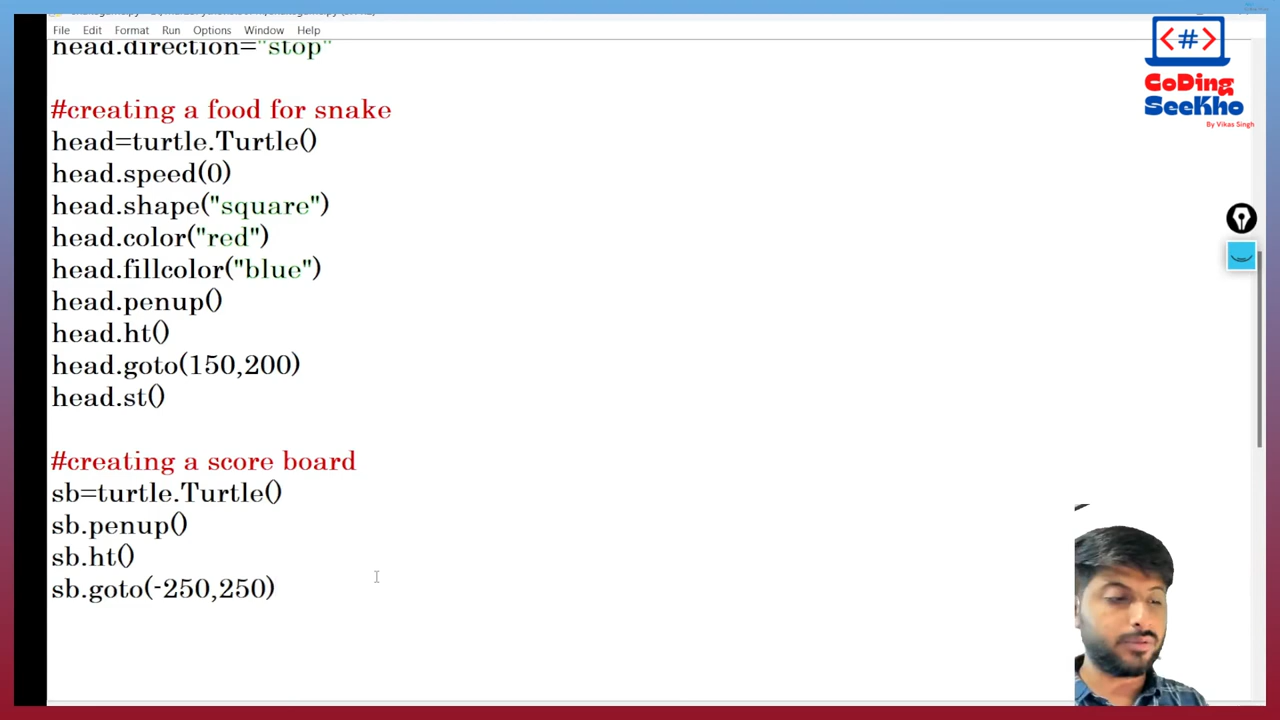 File Edit Format Run Options Window Help
head.direction="stop"
#creating a food for snake
head=turtle.Turtle()
head.speed(0)
head.shape("square")
head.color("red")
head.fillcolor("blue")
head.penup()
head.ht()
head.goto(150,200)
head.st()
#creating a score board
sb=turtle.Turtle()
sb.penup()
sb.ht()
sb.goto(-250,250)
<#>
CoDing
SeeKho
By Vikas Singh